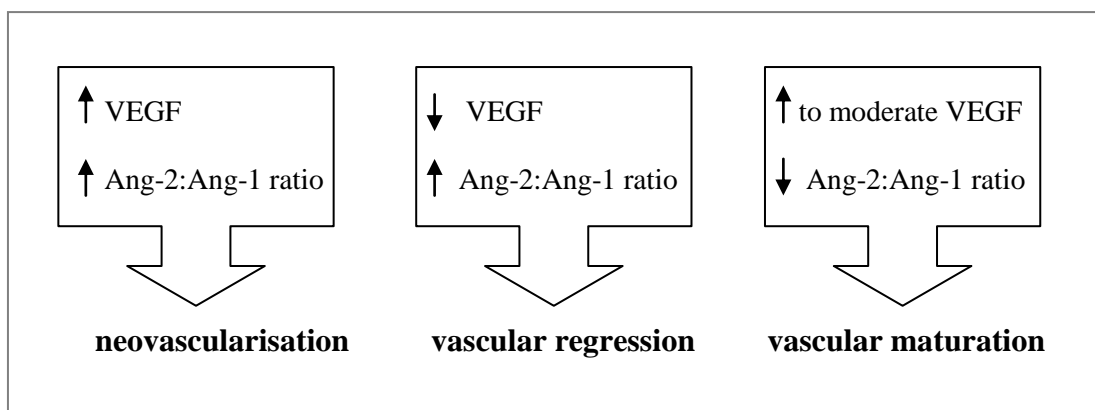 ↑ VEGF
↑ Ang-2:Ang-1 ratio
neovascularisation
↓ VEGF
↑ Ang-2:Ang-1 ratio
vascular regression
↑ to moderate VEGF
↓ Ang-2:Ang-1 ratio
vascular maturation